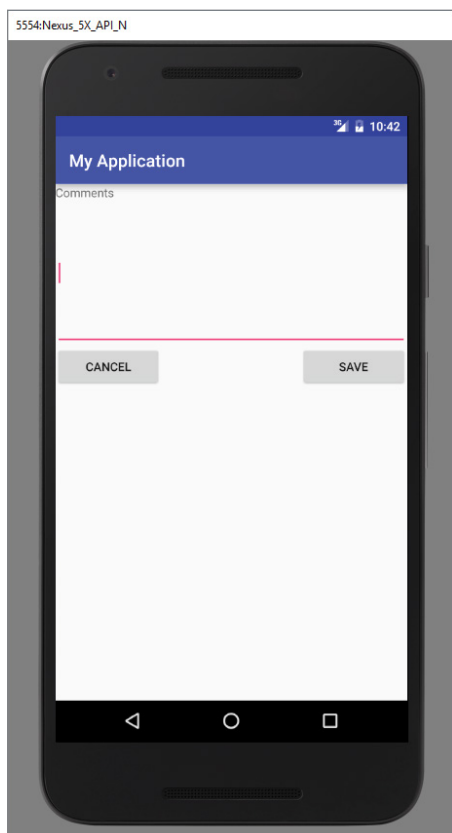 5554:Nexus_5X_API_N
3G 10:42
My Application
Comments
CANCEL SAVE